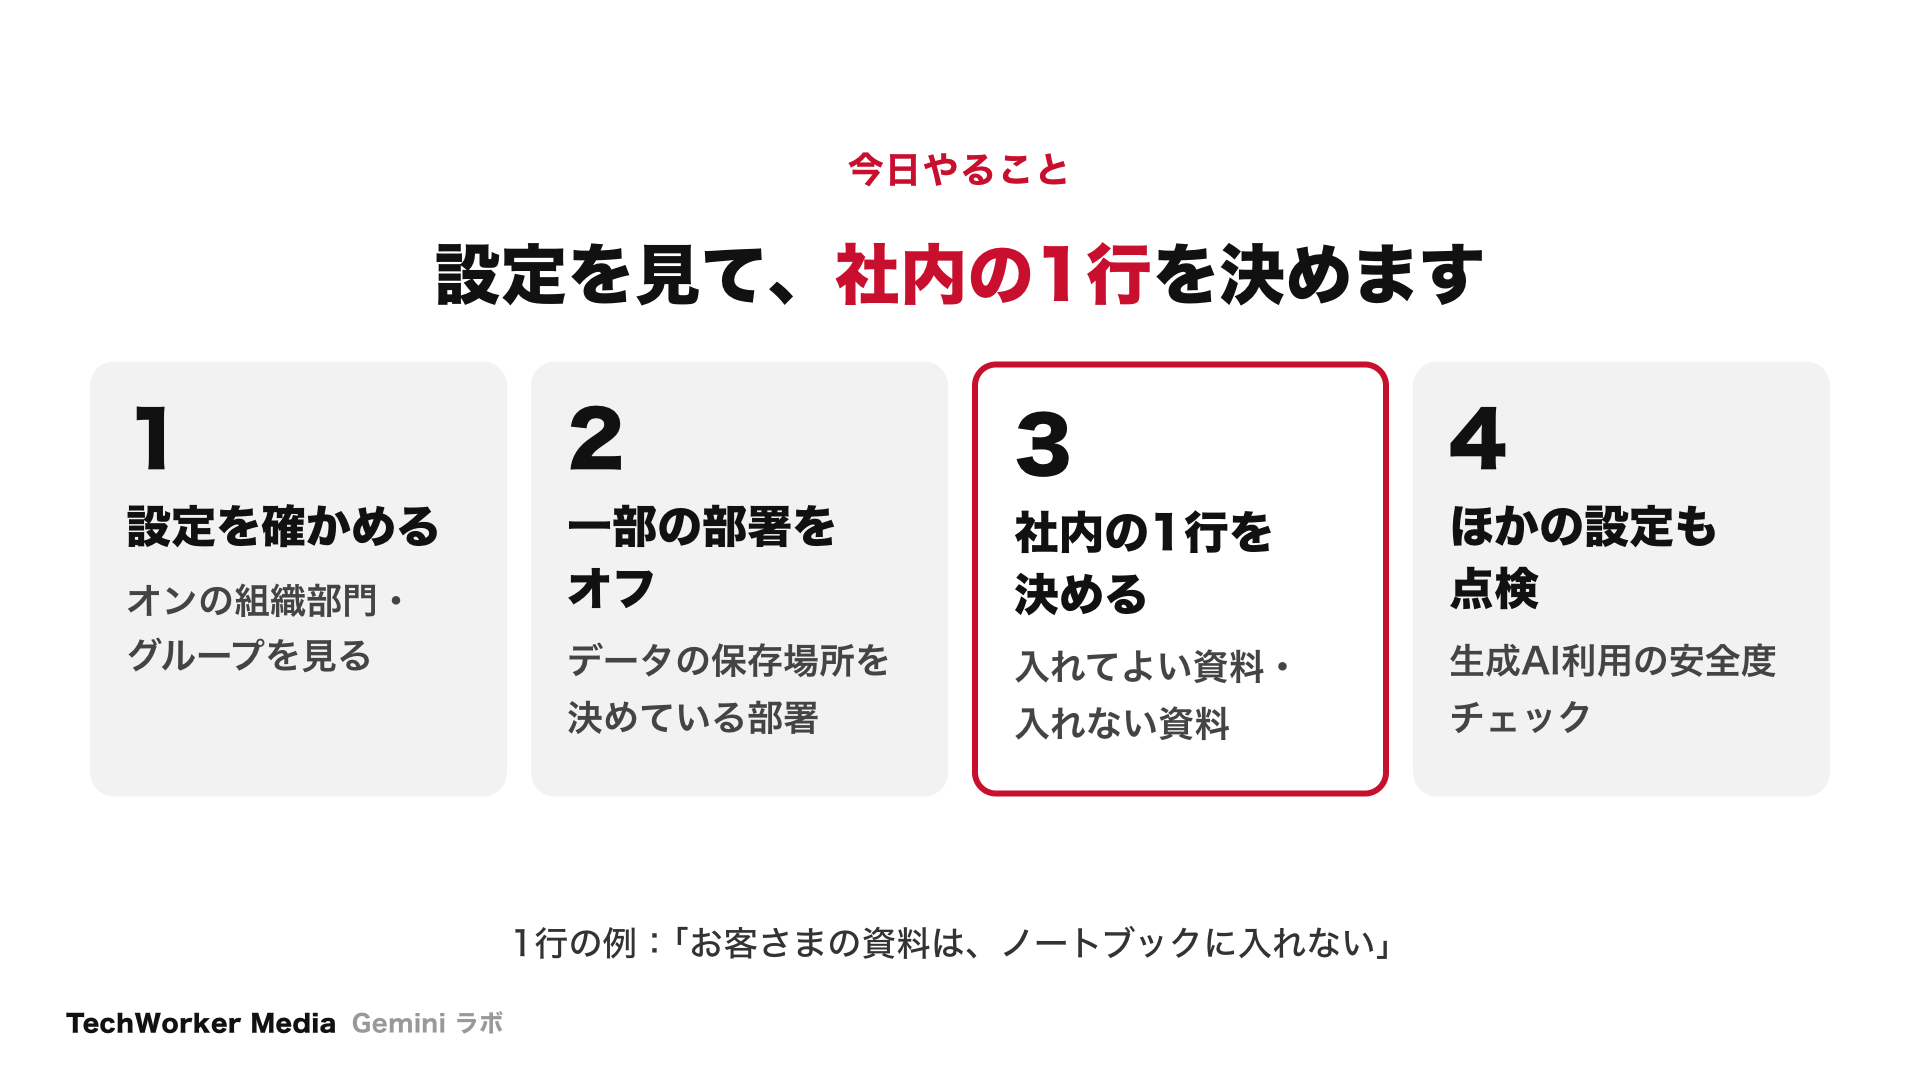 今日やること
設定を見て、社内の1行を決めます
1
設定を確かめる
オンの組織部門・
グループを見る
2
一部の部署を
オフ
データの保存場所を
決めている部署
3
社内の1行を
決める
入れてよい資料・
入れない資料
4
ほかの設定も
点検
生成AI利用の安全度
チェック
1行の例：「お客さまの資料は、ノートブックに入れない」
TechWorker Media Gemini ラボ